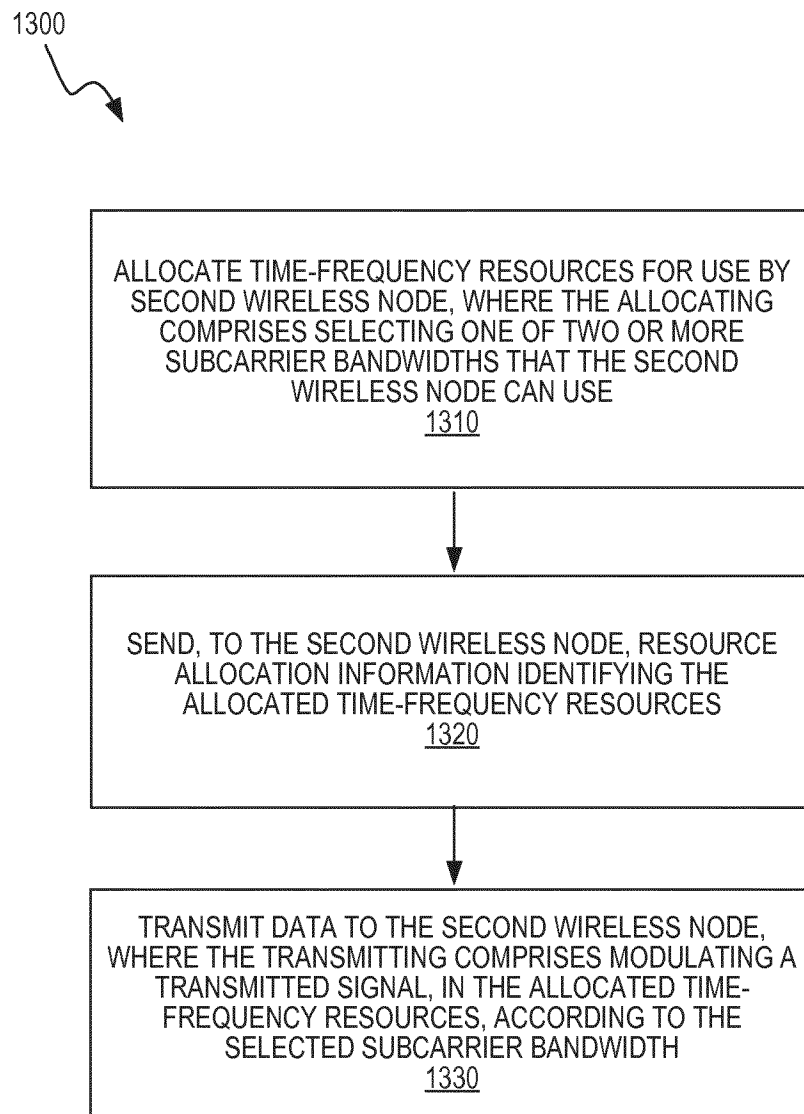 1300
ALLOCATE TIME-FREQUENCY RESOURCES FOR USE BY
SECOND WIRELESS NODE, WHERE THE ALLOCATING
COMPRISES SELECTING ONE OF TWO OR MORE
SUBCARRIER BANDWIDTHS THAT THE SECOND
WIRELESS NODE CAN USE
1310
SEND, TO THE SECOND WIRELESS NODE, RESOURCE
ALLOCATION INFORMATION IDENTIFYING THE
ALLOCATED TIME-FREQUENCY RESOURCES
1320
TRANSMIT DATA TO THE SECOND WIRELESS NODE,
WHERE THE TRANSMITTING COMPRISES MODULATING A
TRANSMITTED SIGNAL, IN THE ALLOCATED TIME-
FREQUENCY RESOURCES, ACCORDING TO THE
SELECTED SUBCARRIER BANDWIDTH
1330